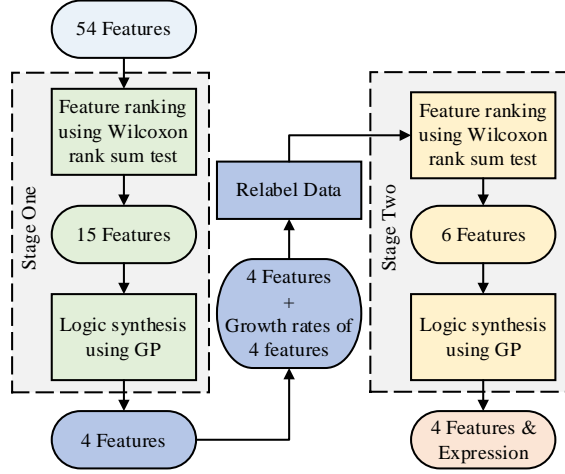 54 Features
Stage One
Feature ranking
using Wilcoxon
rank sum test
15 Features
Logic synthesis
using GP
4 Features
4 Features
+
Growth rates of
4 features
Relabel Data
Stage Two
Feature ranking
using Wilcoxon
rank sum test
6 Features
Logic synthesis
using GP
4 Features &
Expression